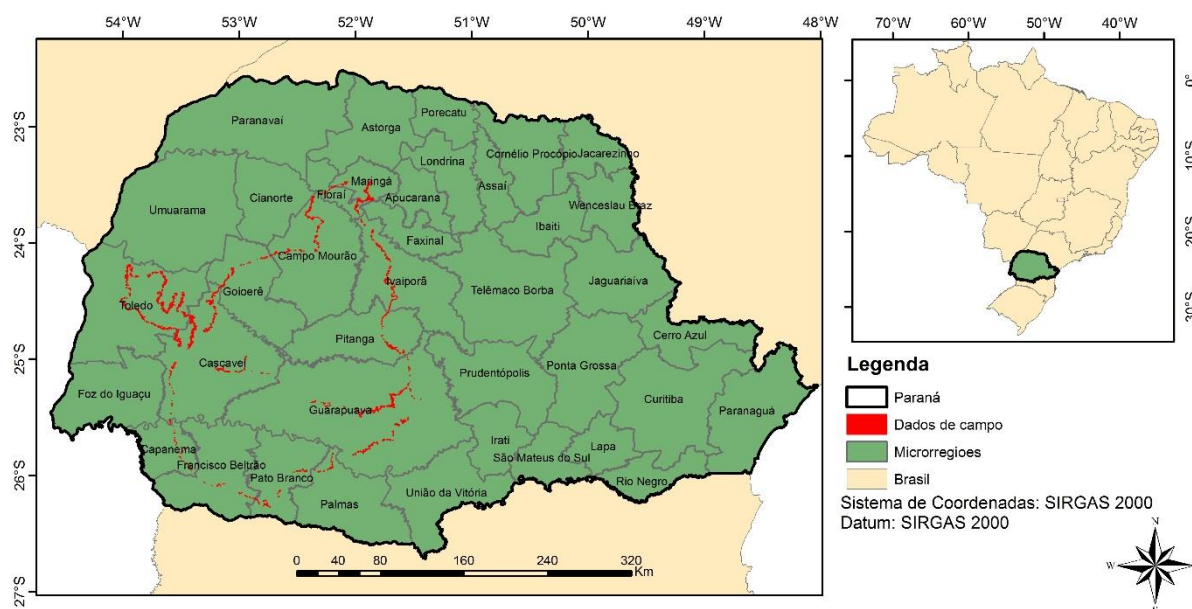 54°W 53°W 52°W 51°W 50°W 49°W 48°W
70°W 60°W 50°W 40°W
23°S
24°S
25°S
26°S
27°S
Paranavaí
Astorga
Porecatu
Londrina
Cornélio Procópio
Jacarezinho
Umuarama
Cianorte
Floraí
Maringá
Apucarana
Assaí
Wenceslau Braz
Ibaiti
Faxinal
Campo Mourão
Ivaiporã
Telêmaco Borba
Jaguariaíva
Toledo
Goioerê
Pitanga
Cerro Azul
Cascavel
Prudentópolis
Ponta Grossa
Foz do Iguaçu
Guarapuava
Curitiba
Paranaguá
Capanema
Francisco Beltrão
Pato Branco
Irati
São Mateus do Sul
Lapa
Rio Negro
Palmas
União da Vitória
0 40 80 160 240 320
Km
0°
10°S
20°S
30°S
Legenda
Paraná
Dados de campo
Microrregioes
Brasil
Sistema de Coordenadas: SIRGAS 2000
Datum: SIRGAS 2000
N
W E
S